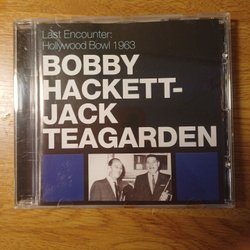 Last Encounter:
Hollywood Bowl 1963
BOBBY
HACKETT-
JACK
TEAGARDEN